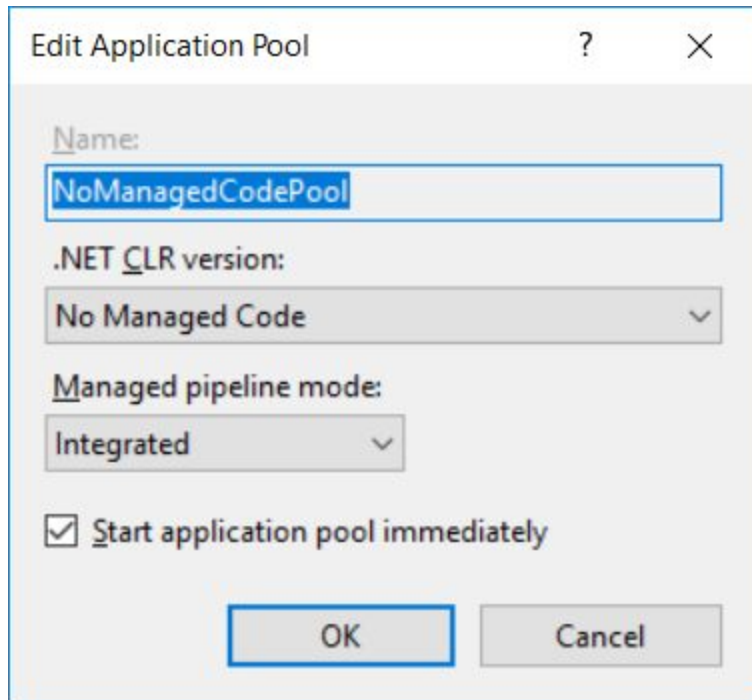 Edit Application Pool ?
Name:
NoManagedCodePool
.NET CLR version:
No Managed Code
Managed pipeline mode:
Integrated
Start application pool immediately
OK Cancel